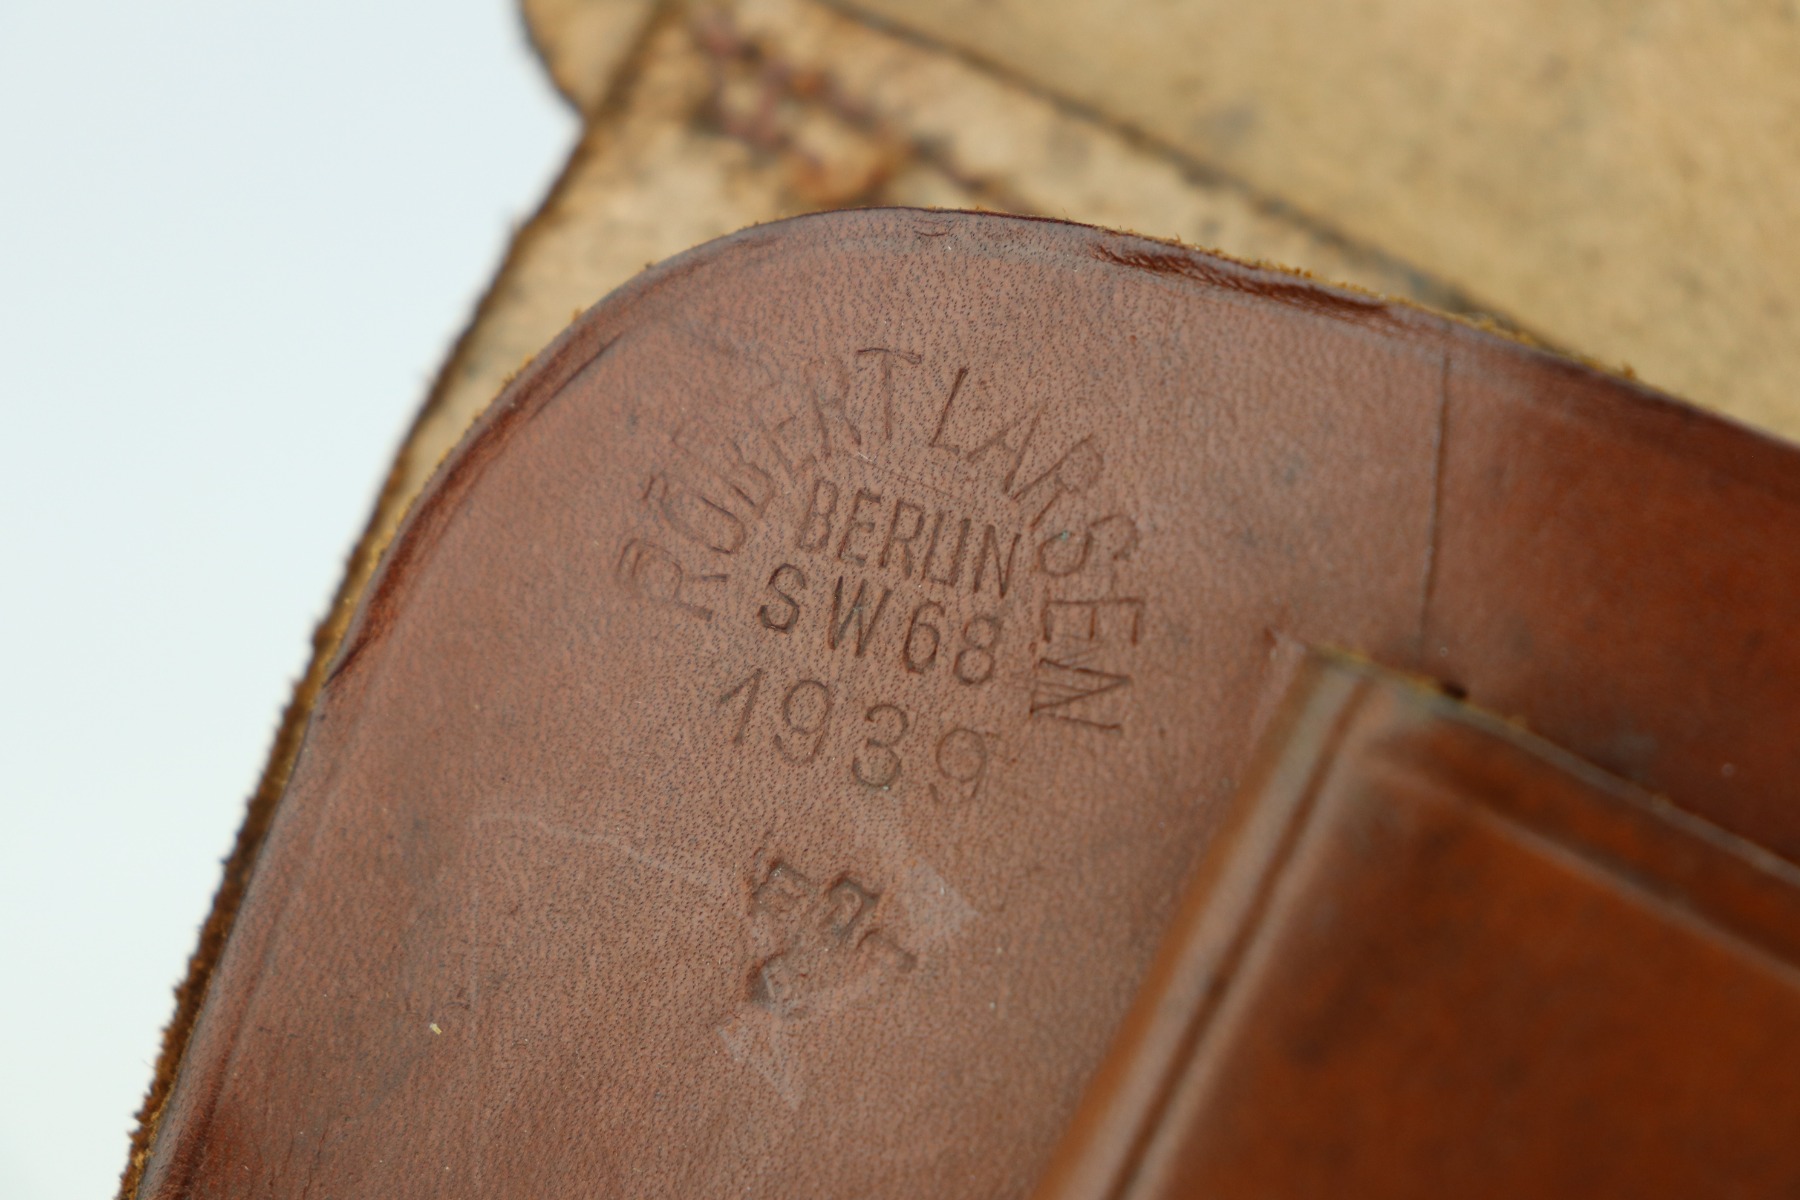 ROBERT LARSEN
BERLIN
SW68
1939